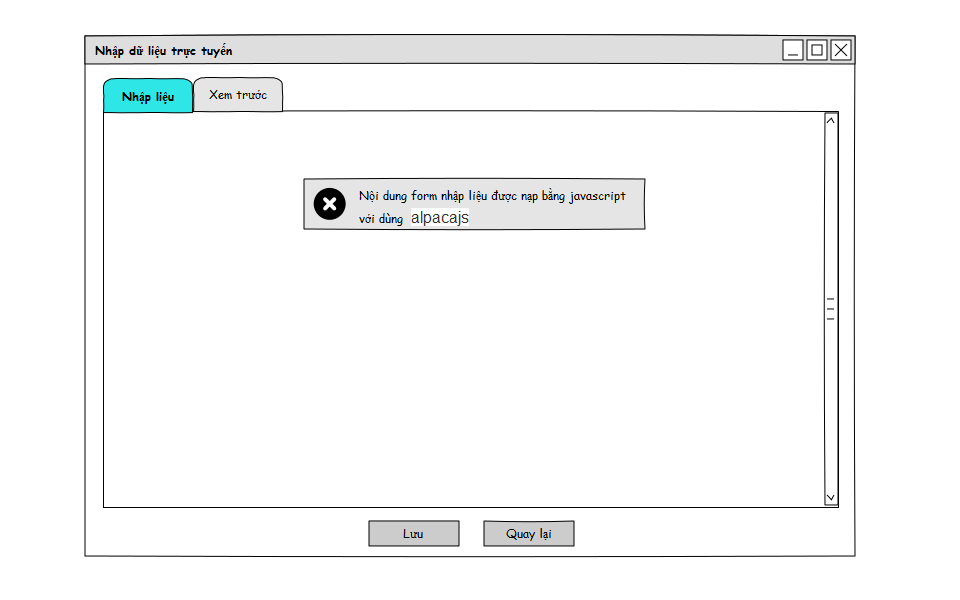 Nhập dữ liệu trực tuyến
Nhập liệu
Xem trước
Nội dung form nhập liệu được nạp bằng javascript
với dùng alpacajs
Lưu
Quay lại